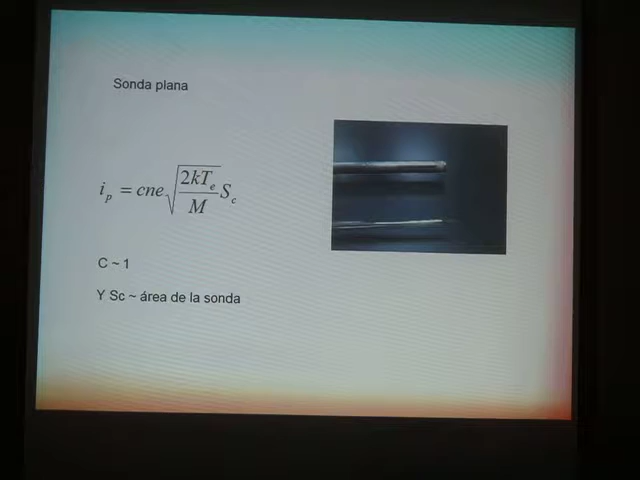 Sonda plana
i_p = cne√(2kT_e/M) S_c
C ~ 1
Y Sc ~ área de la sonda